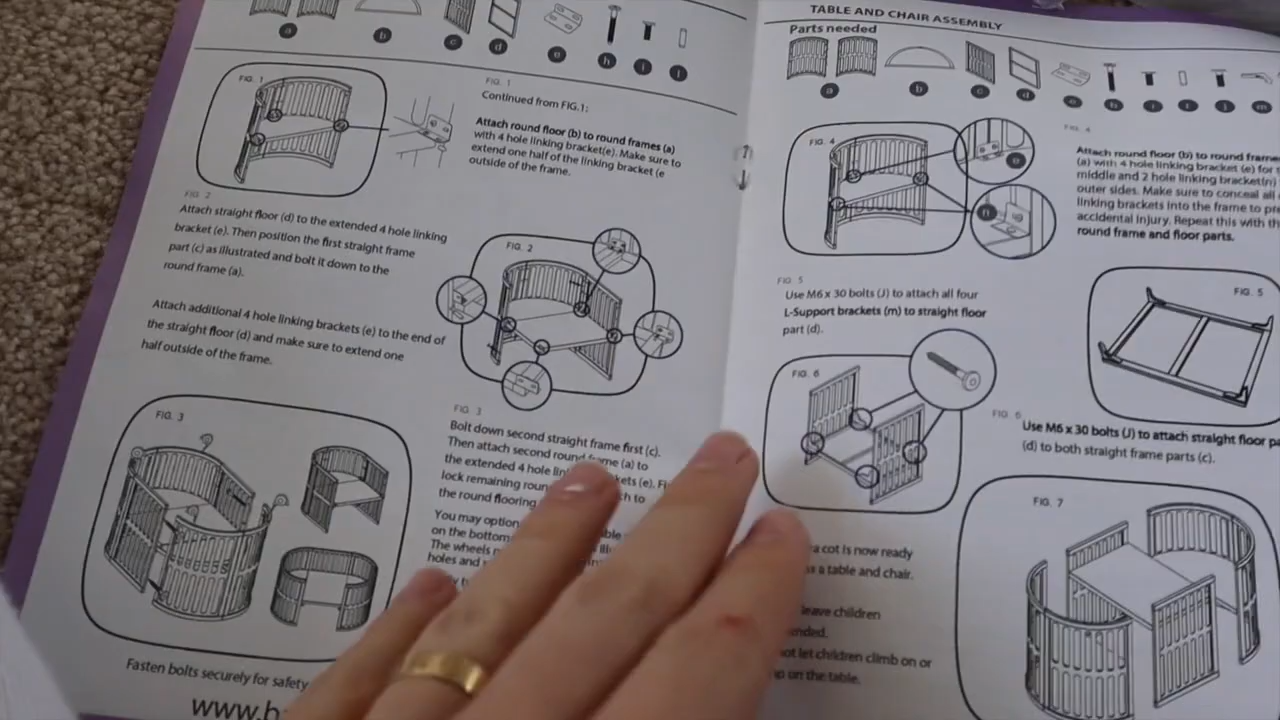 a
b
c
d
e
h
i
l
FIG. 1
FIG. 1
Continued from FIG.1:
Attach round floor (b) to round frames (a)
with 4 hole linking bracket(e). Make sure to
extend one half of the linking bracket (e
outside of the frame.
FIG. 2
Attach straight floor (d) to the extended 4 hole linking
bracket (e). Then position the first straight frame
part (c) as illustrated and bolt it down to the
round frame (a).
FIG. 2
Attach additional 4 hole linking brackets (e) to the end of
the straight floor (d) and make sure to extend one
half outside of the frame.
FIG. 3
FIG. 3
Bolt down second straight frame first (c).
Then attach second round frame (a) to
the extended 4 hole
lock remaining
the round flooring
You may option
on the bottom
The wheels
holes and
Fasten bolts securely for safety
www.b
TABLE AND CHAIR ASSEMBLY
Parts needed
a
b
c
d
e
h
m
FIG. 4
FIG. 4
Attach round floor (b) to round frame
(a) with 4 hole linking bracket (e) for
middle and 2 hole linking bracket(n)
outer sides. Make sure to conceal all
linking brackets into the frame to
accidental injury. Repeat this with
round frame and floor parts.
FIG. 5
Use M6 x 30 bolts (J) to attach all four
L-Support brackets (m) to straight floor
part (d).
FIG. 5
FIG. 6
FIG. 6
Use M6 x 30 bolts (J) to attach straight floor
(d) to both straight frame parts (c).
FIG. 7
a cot is now ready
a table and chair.
leave children
let children climb on or
on the table.